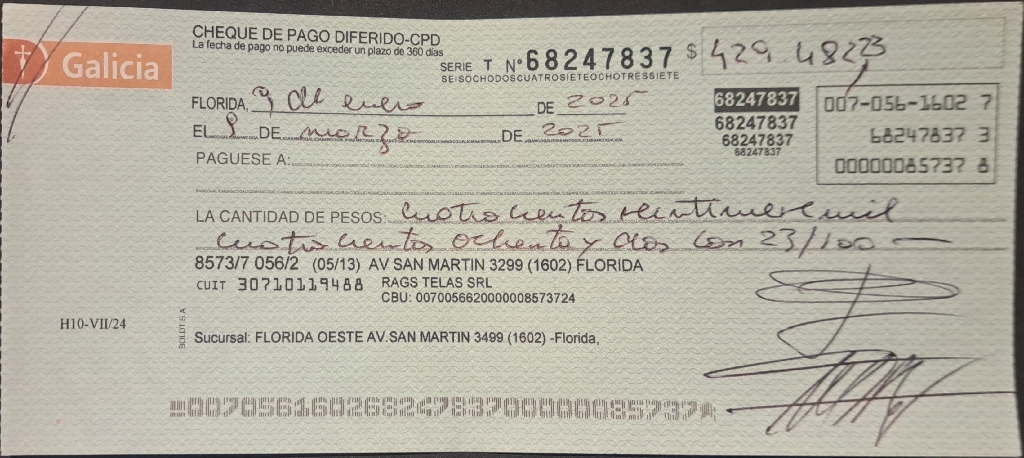 Galicia
CHEQUE DE PAGO DIFERIDO-CPD
La fecha de pago no puede exceder un plazo de 360 días
SERIE T N° 68247837 $ 429.482,23
SEISOCHODOSCUATROSIETEOCHOTRESSIETE
FLORIDA, 9 de enero DE 2025
EL 8 DE marzo DE 2025
PAGUESE A:
68247837
68247837
68247837
68247837
007-056-1602 7
68247837 3
00000085737 8
LA CANTIDAD DE PESOS: cuatrocientos veintinueve mil
cuatrocientos ochenta y dos con 23/100
8573/7 056/2 (05/13) AV SAN MARTIN 3299 (1602) FLORIDA
CUIT 30710119488 RAGS TELAS SRL
CBU: 0070056620000008573724
H10-VII/24
BOLDT S.A
Sucursal: FLORIDA OESTE AV.SAN MARTIN 3499 (1602) -Florida,
00705616026824783700000085737